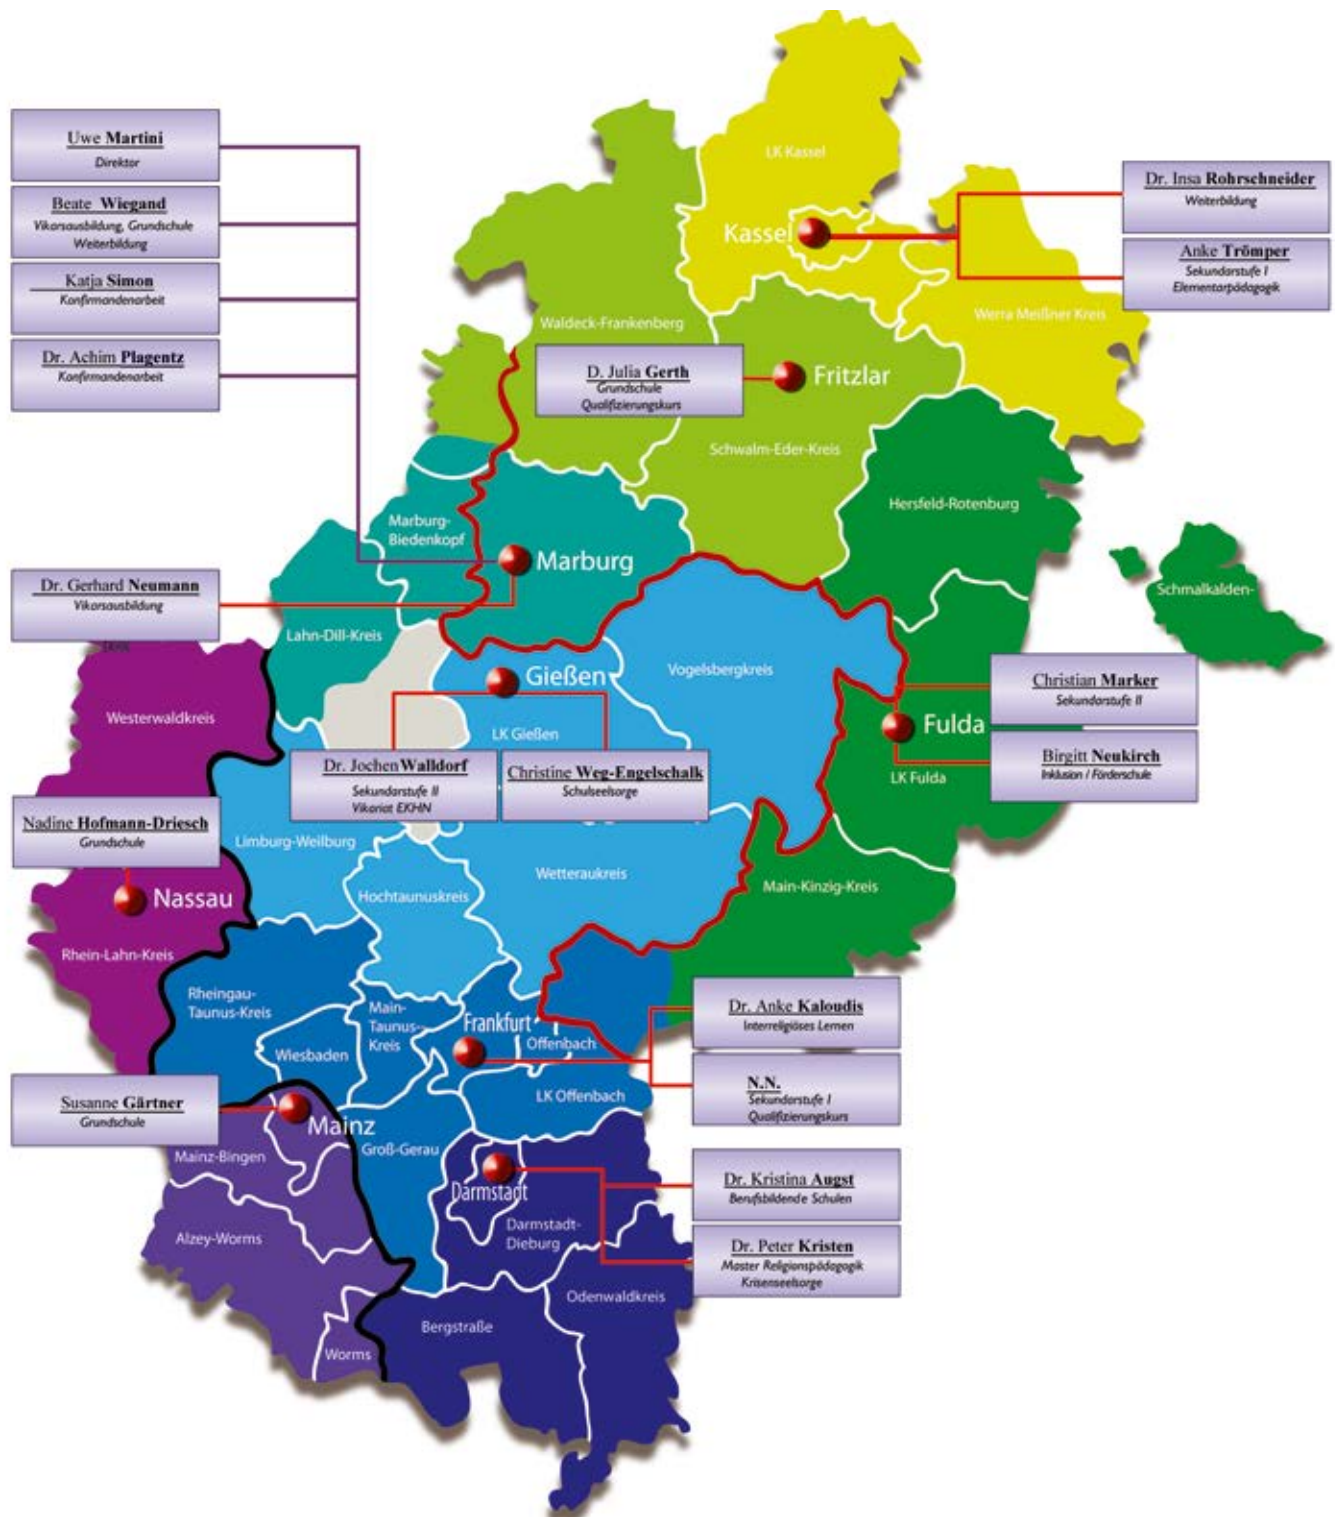 Uwe Martini
Direktor
Beate Wiegand
Vikarsausbildung, Grundschule
Weiterbildung
Katja Simon
Konfirmandenarbeit
Dr. Achim Plagentz
Konfirmandenarbeit
LK Kassel
Kassel
Dr. Insa Rohrschneider
Weiterbildung
Anke Trömper
Sekundarstufe I
Elementarpädagogik
Werra Meißner Kreis
Waldeck-Frankenberg
D. Julia Gerth
Grundschule
Qualifizierungskurs
Fritzlar
Schwalm-Eder-Kreis
Hersfeld-Rotenburg
Marburg-
Biedenkopf
Marburg
Schmalkalden-
Dr. Gerhard Neumann
Vikarsausbildung
Lahn-Dill-Kreis
Gießen
Vogelsbergkreis
Westerwaldkreis
LK Gießen
Christian Marker
Sekundarstufe II
Fulda
Birgitt Neukirch
Inklusion / Förderschule
LK Fulda
Dr. Jochen Walldorf
Sekundarstufe II
Vikariat EKHN
Christine Weg-Engelschalk
Schulseelsorge
Nadine Hofmann-Driesch
Grundschule
Limburg-Weilburg
Nassau
Hochtaunuskreis
Wetteraukreis
Main-Kinzig-Kreis
Rhein-Lahn-Kreis
Rheingau-
Taunus-Kreis
Main-
Taunus-
Kreis
Frankfurt
Offenbach
Wiesbaden
Dr. Anke Kaloudis
Interreligiöses Lernen
N.N.
Sekundarstufe I
Qualifizierungskurs
LK Offenbach
Susanne Gärtner
Grundschule
Mainz
Mainz-Bingen
Groß-Gerau
Darmstadt
Dr. Kristina Augst
Berufsbildende Schulen
Darmstadt-
Dieburg
Dr. Peter Kristen
Master Religionspädagogik
Krisenseelsorge
Alzey-Worms
Odenwaldkreis
Bergstraße
Worms